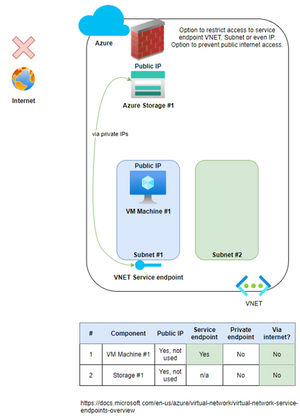 Azure
Option to restrict access to service
endpoint VNET, Subnet or even IP.
Option to prevent public internet access.
Public IP
Internet
Azure Storage #1
via private IPs
Public IP
VM Machine #1
Subnet #1
Subnet #2
VNET Service endpoint
VNET
# Component Public IP Service endpoint Private endpoint Via internet?
1 VM Machine #1 Yes, not used Yes No No
2 Storage #1 Yes, not used n/a No No
https://docs.microsoft.com/en-us/azure/virtual-network/virtual-network-service-
endpoints-overview